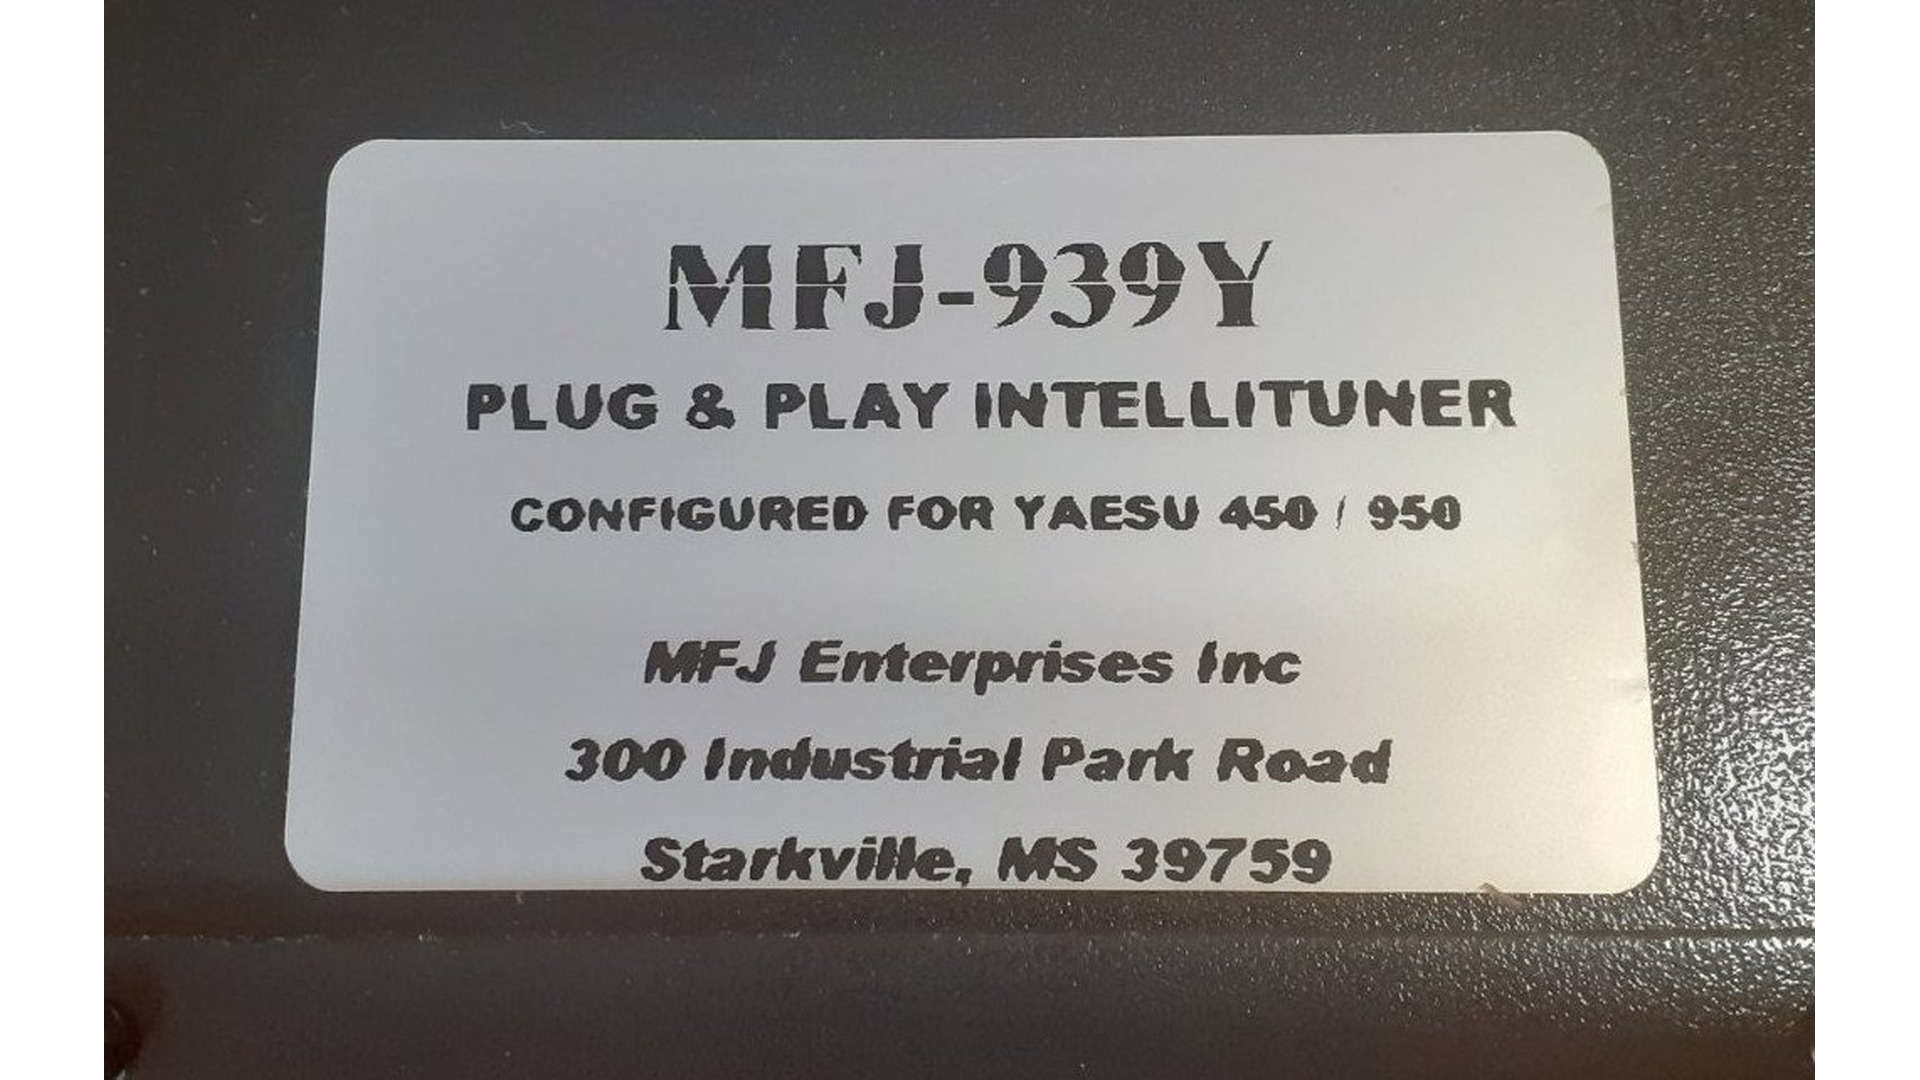 MFJ-939Y
PLUG & PLAY INTELLITUNER
CONFIGURED FOR YAESU 450 / 950
MFJ Enterprises Inc
300 Industrial Park Road
Starkville, MS 39759